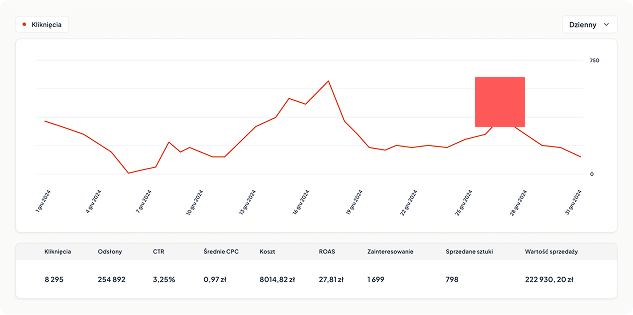 Kliknięcia
Dzienny
750
0
1 gru 2024
4 gru 2024
7 gru 2024
10 gru 2024
13 gru 2024
16 gru 2024
19 gru 2024
22 gru 2024
25 gru 2024
28 gru 2024
31 gru 2024
Kliknięcia Odsłony CTR Średnie CPC Koszt ROAS Zainteresowanie Sprzedane sztuki Wartość sprzedaży
8 295 254 892 3,25% 0,97 zł 8014,82 zł 27,81 zł 1 699 798 222 930, 20 zł